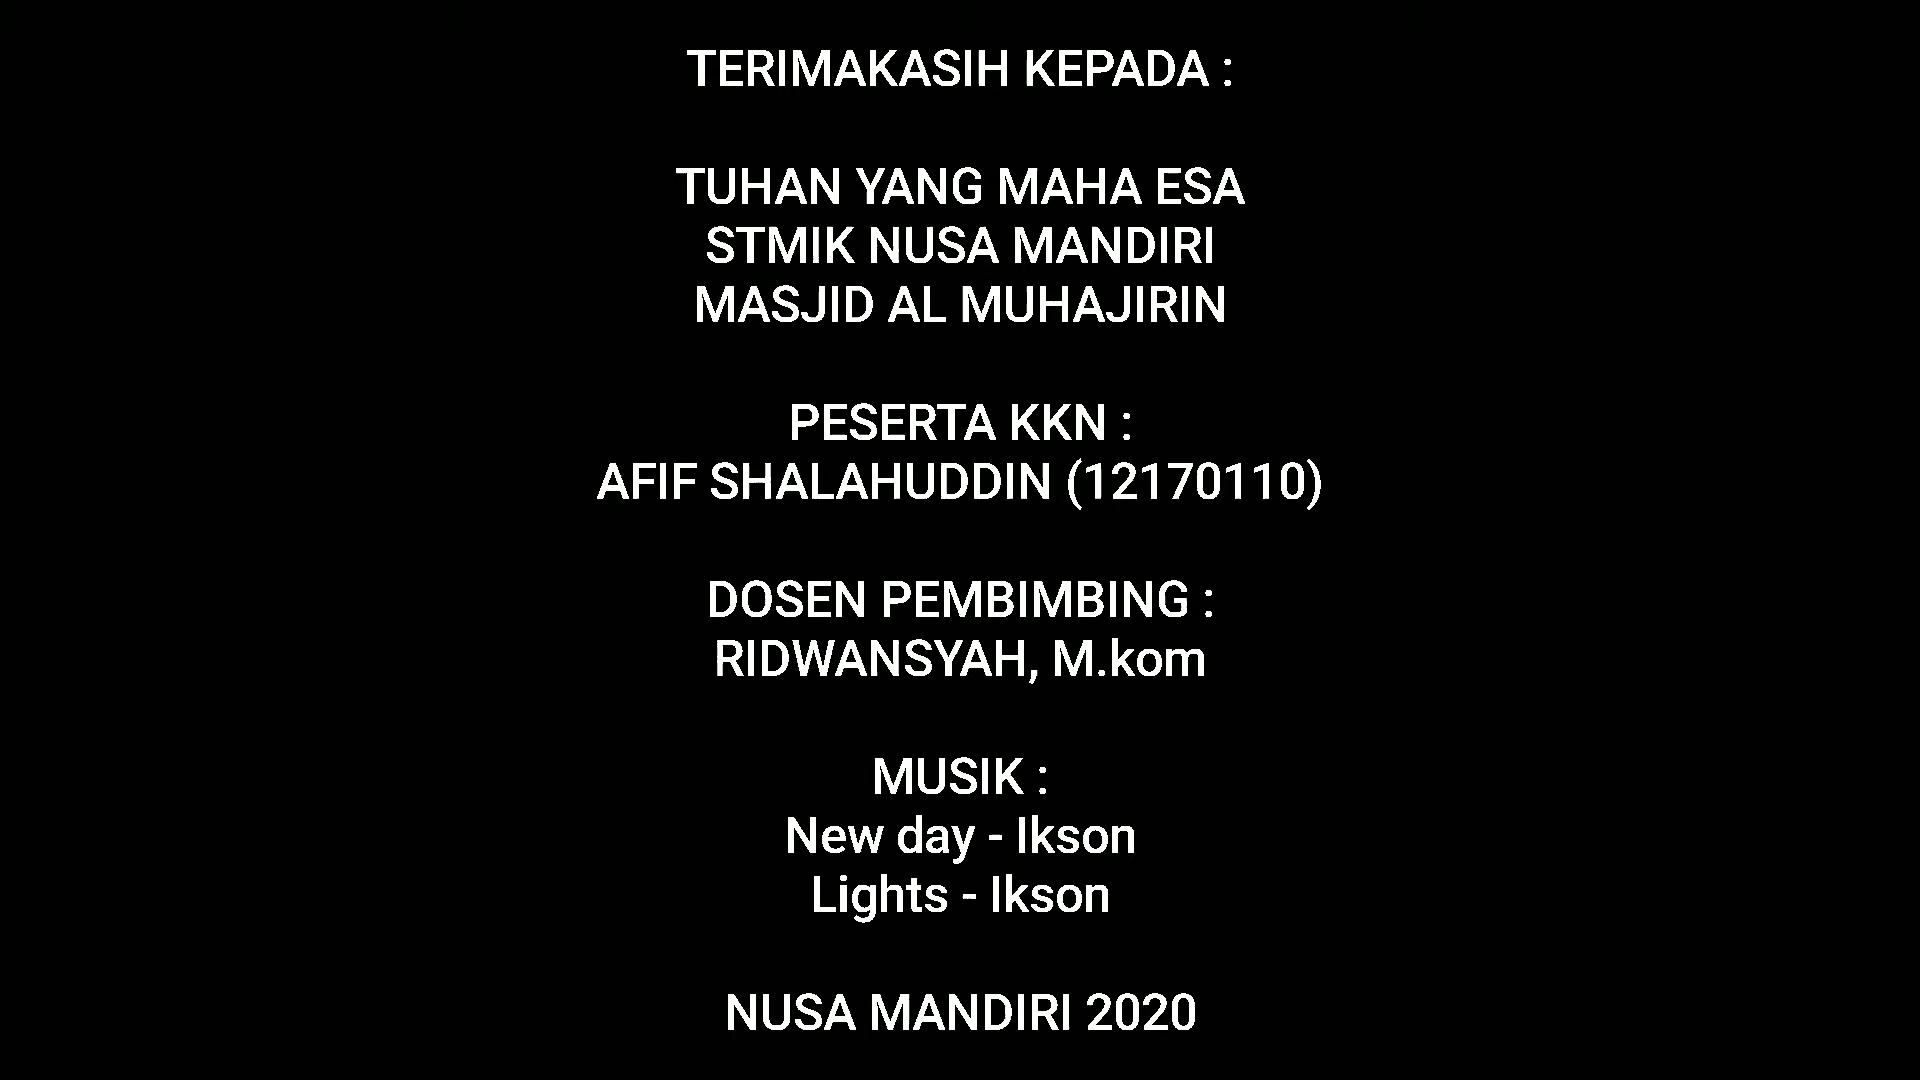 TERIMAKASIH KEPADA :
TUHAN YANG MAHA ESA
STMIK NUSA MANDIRI
MASJID AL MUHAJIRIN
PESERTA KKN :
AFIF SHALAHUDDIN (12170110)
DOSEN PEMBIMBING :
RIDWANSYAH, M.kom
MUSIK :
New day - Ikson
Lights - Ikson
NUSA MANDIRI 2020